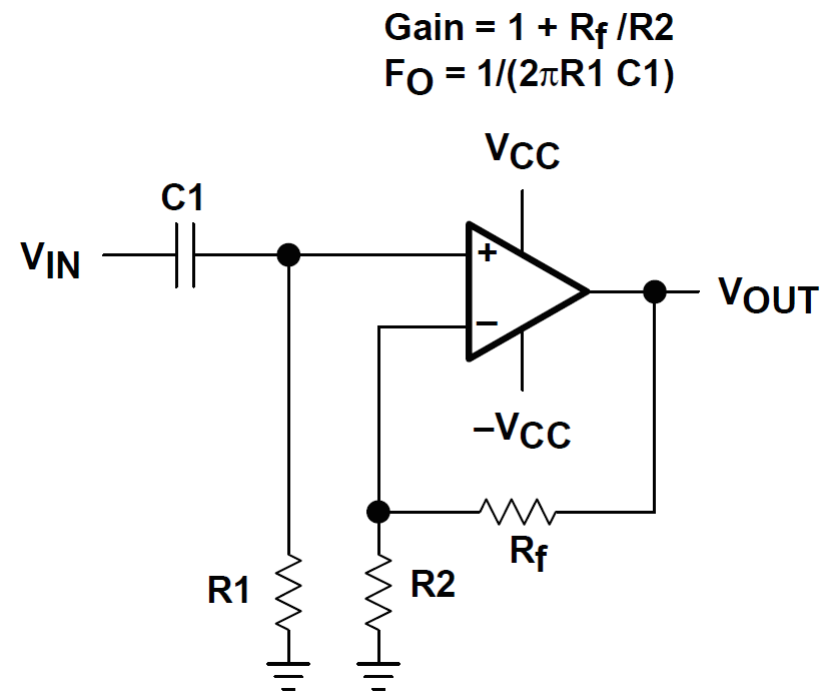 Gain = 1 + Rf /R2
FO = 1/(2πR1 C1)
VCC
C1
VIN
+
VOUT
–
–VCC
Rf
R1
R2